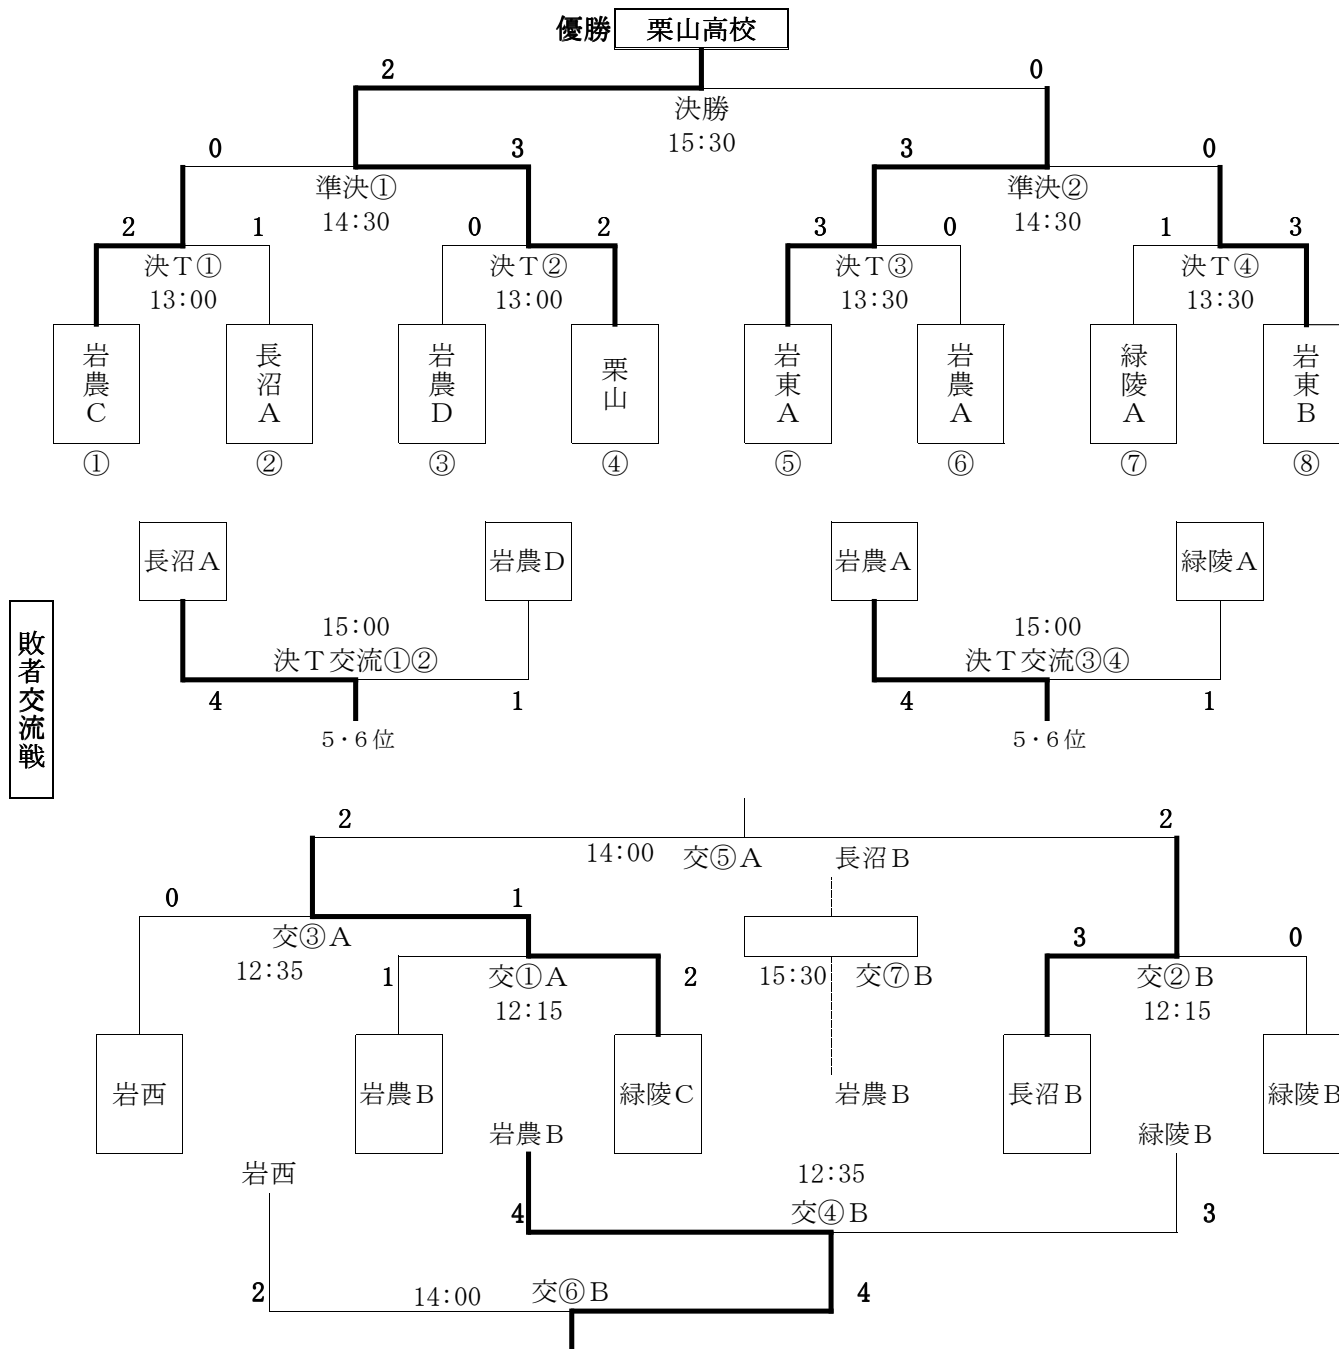 優勝 栗山高校
2 0
決勝
15:30
0 3 3 0
準決① 準決②
14:30 14:30
2 1 0 2 3 0 1 3
決T① 決T② 決T③ 決T④
13:00 13:00 13:30 13:30
岩農C 長沼A 岩農D 栗山 岩東A 岩農A 緑陵A 岩東B
① ② ③ ④ ⑤ ⑥ ⑦ ⑧
長沼A 岩農D 岩農A 緑陵A
敗者交流戦
15:00 15:00
決T交流①② 決T交流③④
4 1 4 1
5・6位 5・6位
2 2
14:00 交⑤A 長沼B
0 1
交③A 3 0
12:35 1 交①A 2 15:30 交⑦B 交②B
12:15 12:15
岩西 岩農B 緑陵C 岩農B 長沼B 緑陵B
岩農B 緑陵B
岩西 12:35
4 交④B 3
2 14:00 交⑥B 4